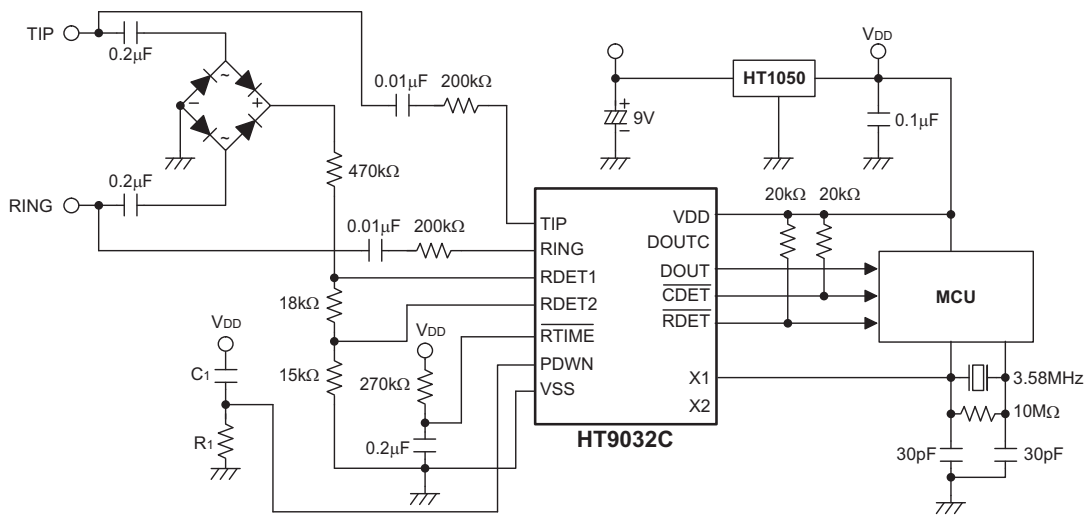 TIP
0.2μF
~
−
+
~
0.2μF
RING
0.01μF
200kΩ
470kΩ
0.01μF
200kΩ
18kΩ
15kΩ
VDD
C1
R1
VDD
270kΩ
0.2μF
TIP
RING
RDET1
RDET2
RTIME
PDWN
VSS
VDD
DOUTC
DOUT
CDET
RDET
X1
X2
HT9032C
+
−
9V
HT1050
VDD
0.1μF
20kΩ
20kΩ
MCU
3.58MHz
10MΩ
30pF
30pF